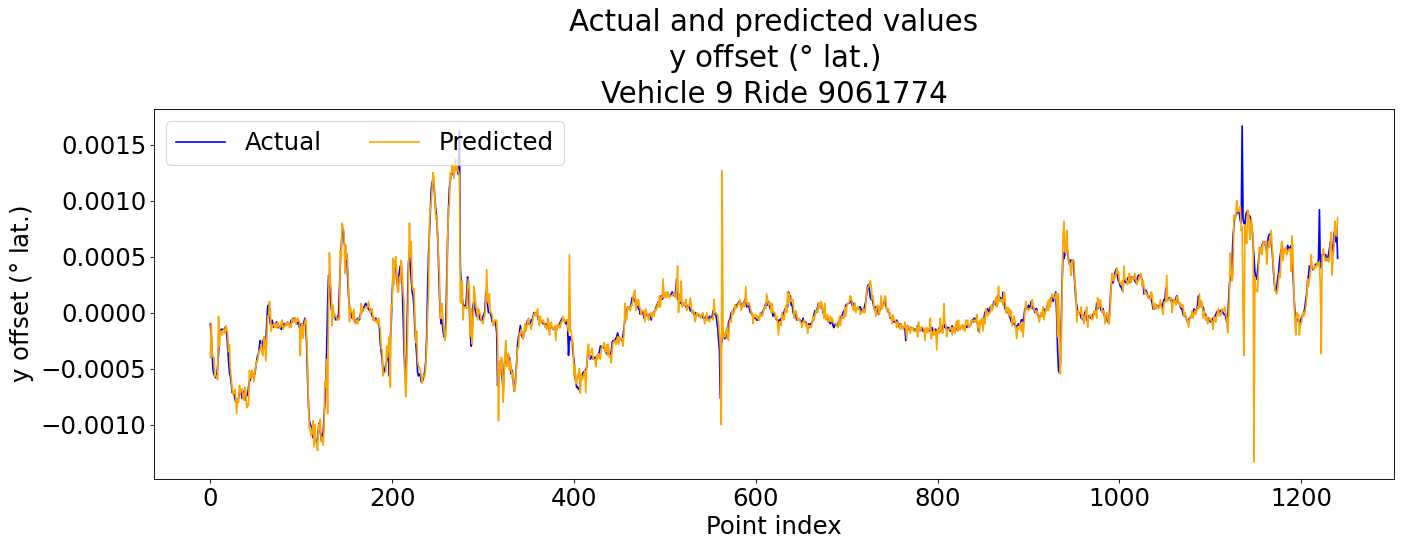 Actual and predicted values
y offset (° lat.)
Vehicle 9 Ride 9061774
Actual
Predicted
0.0015
0.0010
0.0005
0.0000
−0.0005
−0.0010
y offset (° lat.)
0 200 400 600 800 1000 1200
Point index